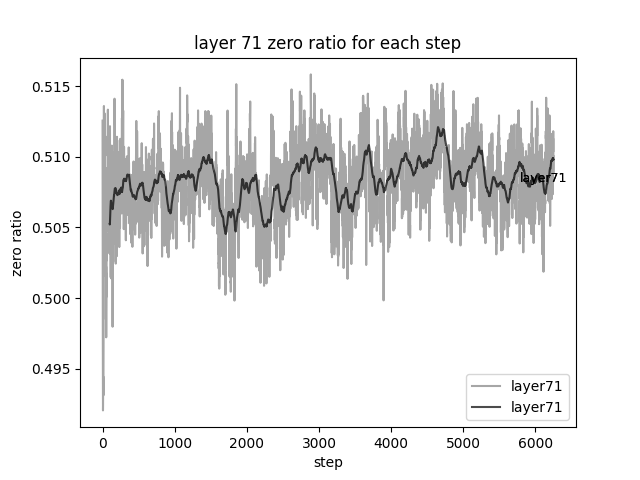 layer 71 zero ratio for each step
zero ratio
0.515
0.510
0.505
0.500
0.495
layer71
layer71
layer71
0 1000 2000 3000 4000 5000 6000
step